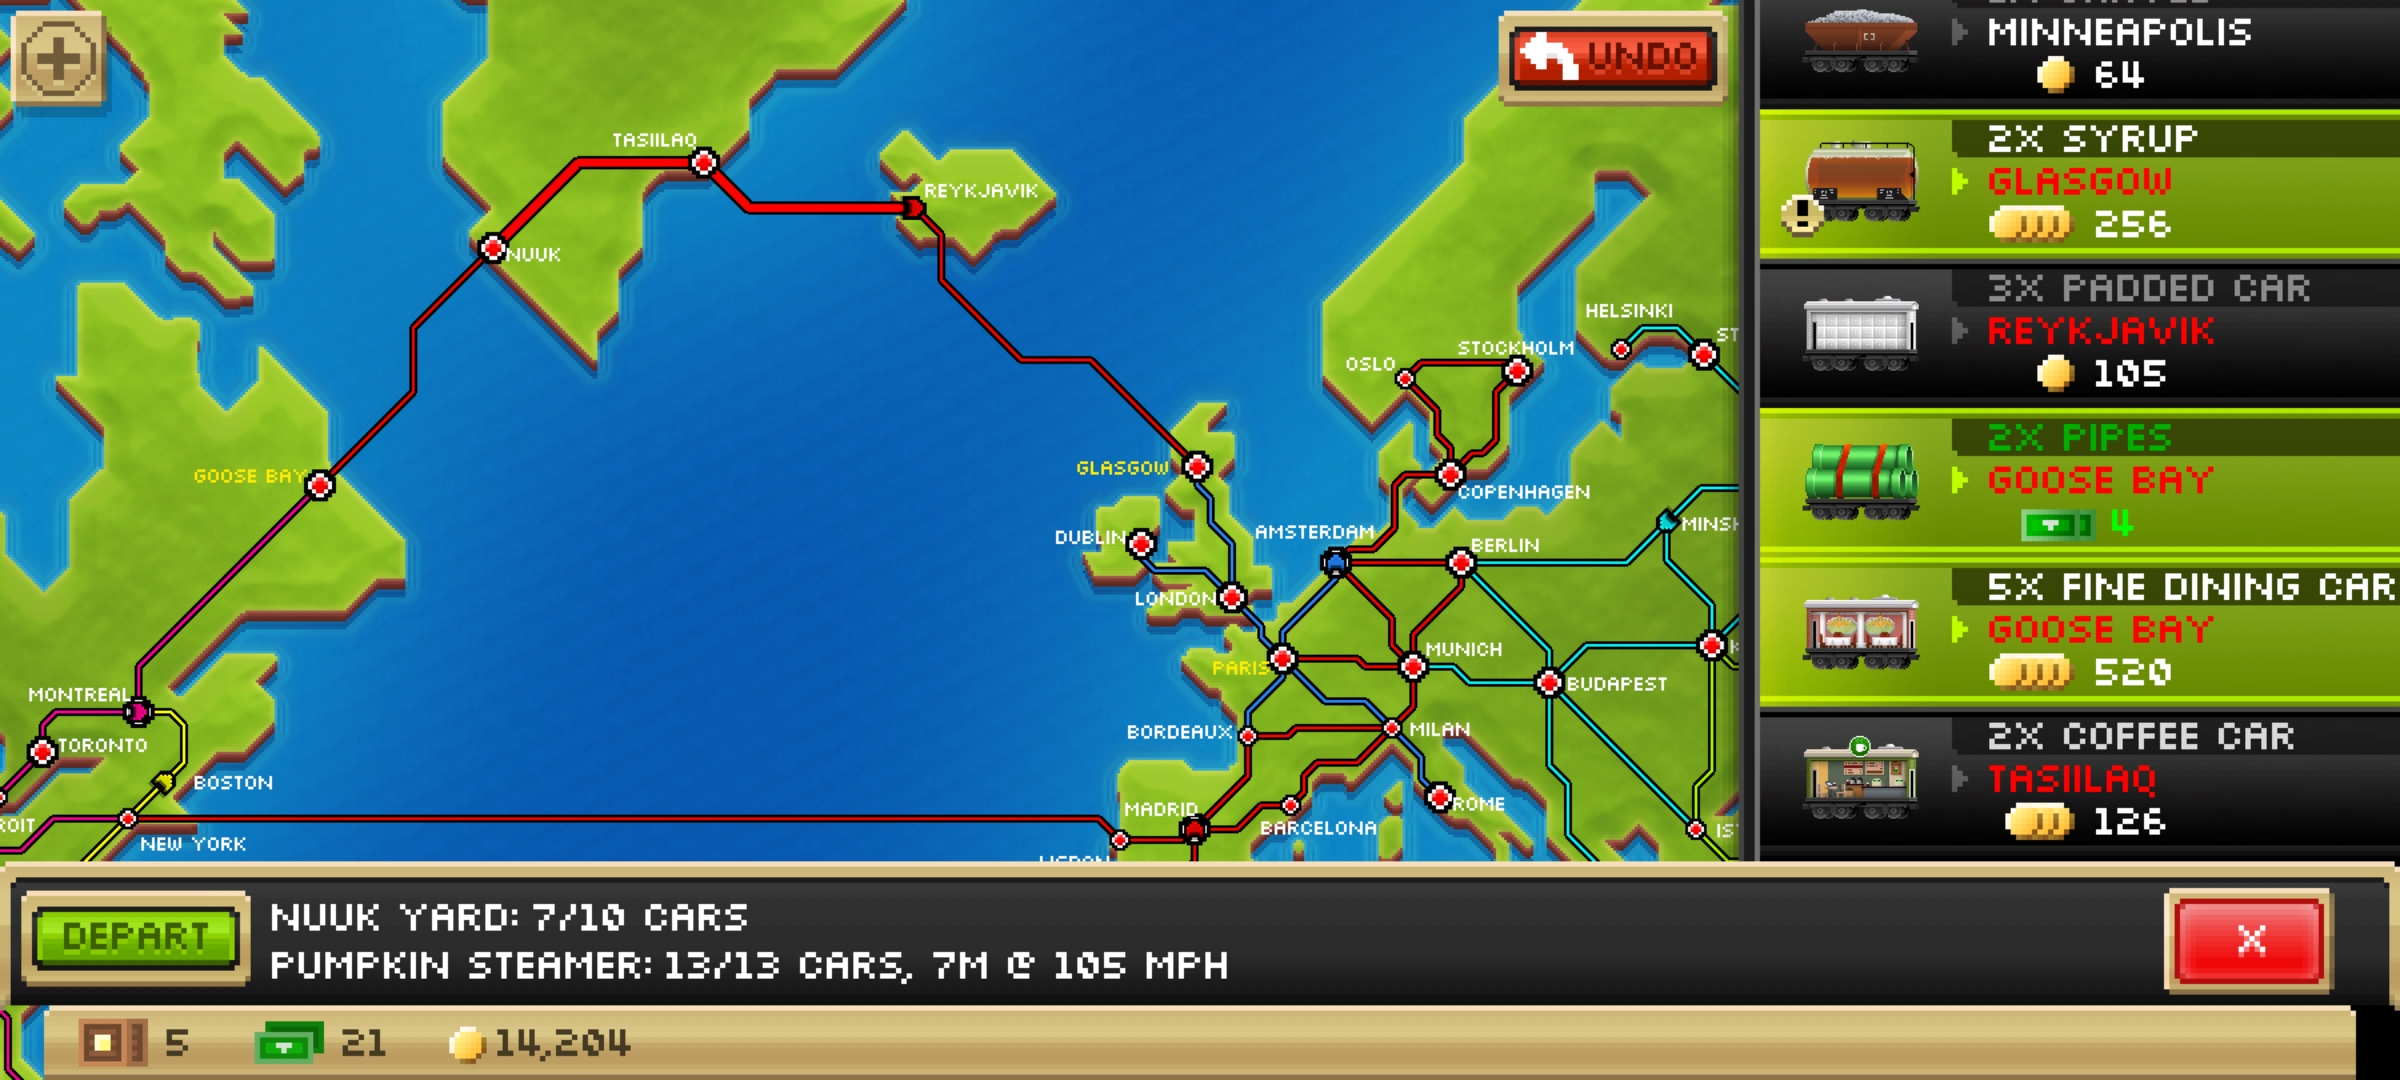 UNDO
TASIILAQ
REYKJAVIK
NUUK
HELSINKI
STOCKHOLM
OSLO
GOOSE BAY
GLASGOW
COPENHAGEN
DUBLIN
AMSTERDAM
BERLIN
LONDON
MUNICH
PARIS
BUDAPEST
MONTREAL
BORDEAUX
MILAN
TORONTO
BOSTON
MADRID
ROME
BARCELONA
NEW YORK
MINNEAPOLIS
64
2X SYRUP
GLASGOW
256
3X PADDED CAR
REYKJAVIK
105
2X PIPES
GOOSE BAY
4
5X FINE DINING CAR
GOOSE BAY
520
2X COFFEE CAR
TASIILAQ
126
DEPART
NUUK YARD: 7/10 CARS
PUMPKIN STEAMER: 13/13 CARS, 7M @ 105 MPH
X
5
21
14,204